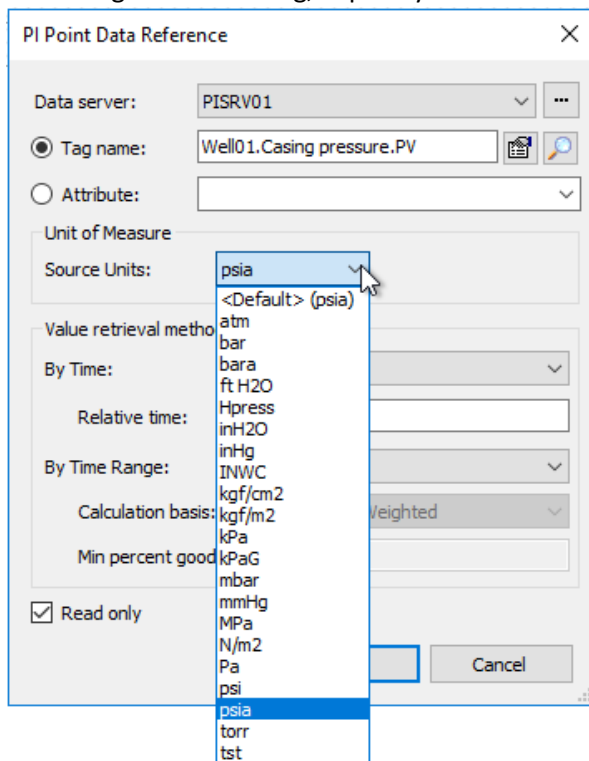 PI Point Data Reference
Data server: PISRV01 ...
Tag name: Well01.Casing pressure.PV
Attribute:
Unit of Measure
Source Units: psia
<Default> (psia)
atm
bar
bara
ft H2O
Hpress
inH2O
inHg
INWC
kgf/cm2
kgf/m2
kPa
kPaG
mbar
mmHg
MPa
N/m2
Pa
psi
psia
torr
tst
Value retrieval metho
By Time:
Relative time:
By Time Range:
Calculation basis:
Min percent good
Read only
Cancel